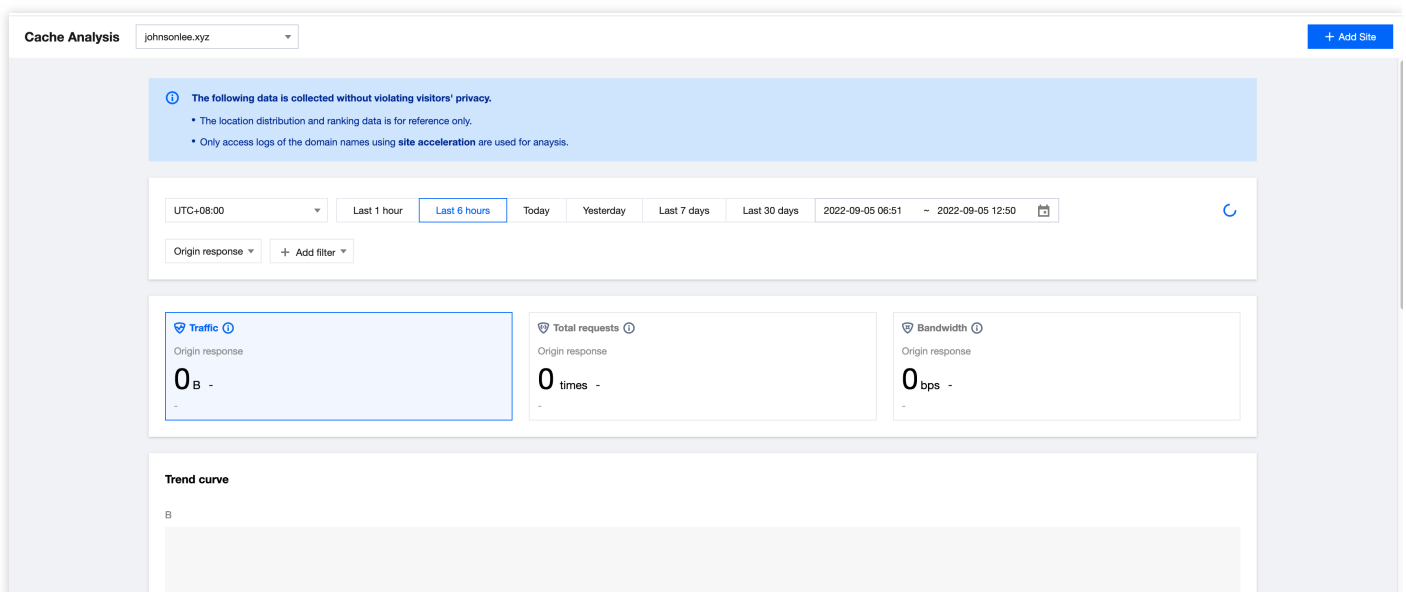 Cache Analysis johnsonlee.xyz + Add Site
The following data is collected without violating visitors' privacy.
• The location distribution and ranking data is for reference only.
• Only access logs of the domain names using site acceleration are used for anaysis.
UTC+08:00 Last 1 hour Last 6 hours Today Yesterday Last 7 days Last 30 days 2022-09-05 06:51 ~ 2022-09-05 12:50
Origin response + Add filter
Traffic Total requests Bandwidth
Origin response Origin response Origin response
0 B - 0 times - 0 bps -
- - -
Trend curve
B